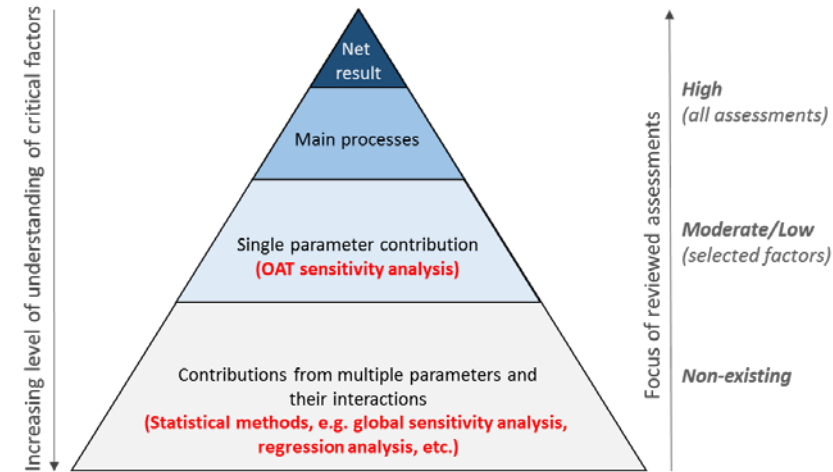 Increasing level of understanding of critical factors
Net
result
Main processes
Single parameter contribution
(OAT sensitivity analysis)
Contributions from multiple parameters and
their interactions
(Statistical methods, e.g. global sensitivity analysis,
regression analysis, etc.)
Focus of reviewed assessments
High
(all assessments)
Moderate/Low
(selected factors)
Non-existing